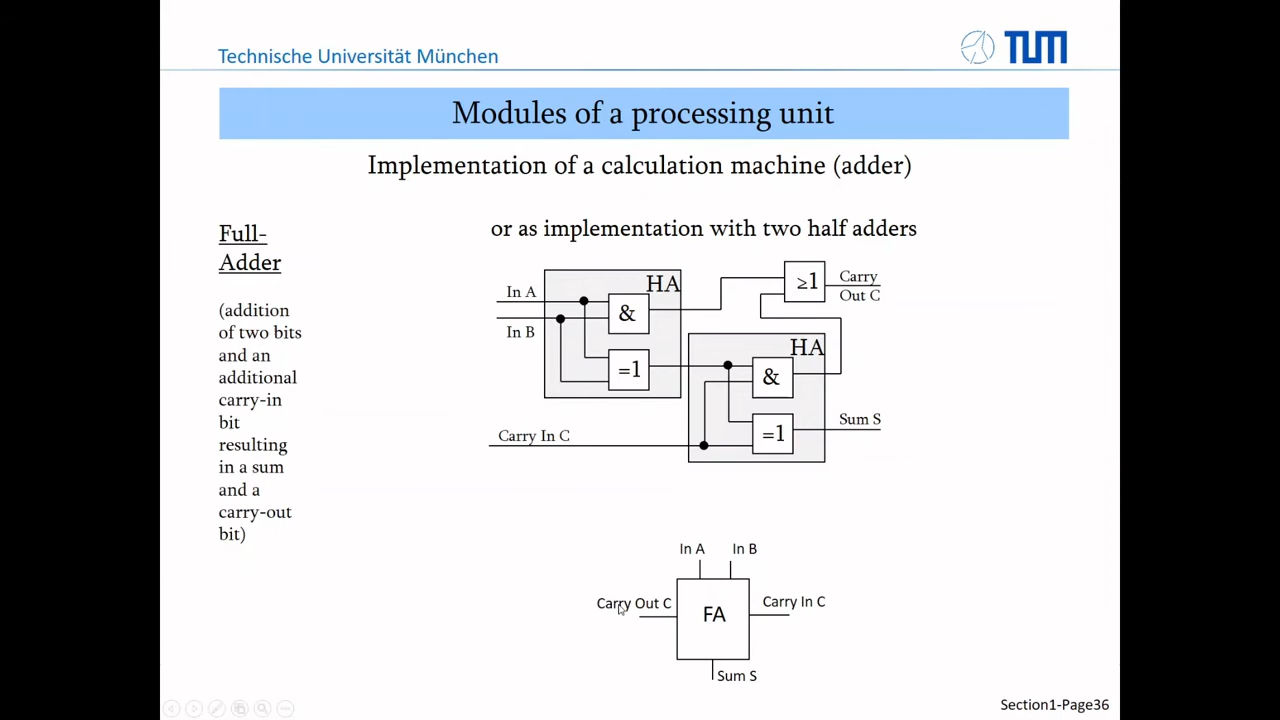 Technische Universität München
TUM
Modules of a processing unit
Implementation of a calculation machine (adder)
Full-
Adder
(addition
of two bits
and an
additional
carry-in
bit
resulting
in a sum
and a
carry-out
bit)
or as implementation with two half adders
HA
In A
In B
&
=1
≥1
Carry
Out C
HA
&
=1
Sum S
Carry In C
In A In B
Carry Out C
FA
Carry In C
Sum S
Section1-Page36